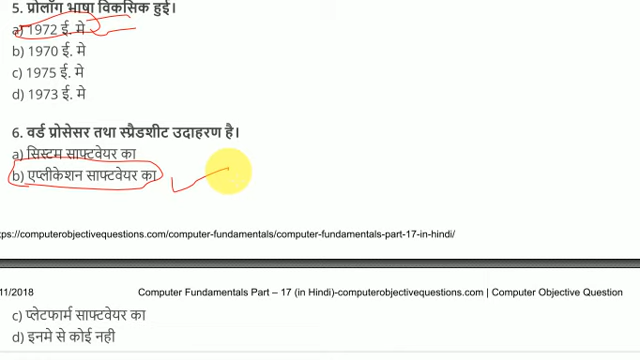 5. प्रोलॉग भाषा विकसिक हुई।
a) 1972 ई. मे
b) 1970 ई. मे
c) 1975 ई. मे
d) 1973 ई. मे
6. वर्ड प्रोसेसर तथा स्प्रैडशीट उदाहरण है।
a) सिस्टम साफ्टवेयर का
b) एप्लीकेशन साफ्टवेयर का
ps://computerobjectivequestions.com/computer-fundamentals/computer-fundamentals-part-17-in-hindi/
11/2018 Computer Fundamentals Part – 17 (in Hindi)-computerobjectivequestions.com | Computer Objective Question
c) प्लेटफार्म साफ्टवेयर का
d) इनमे से कोई नही